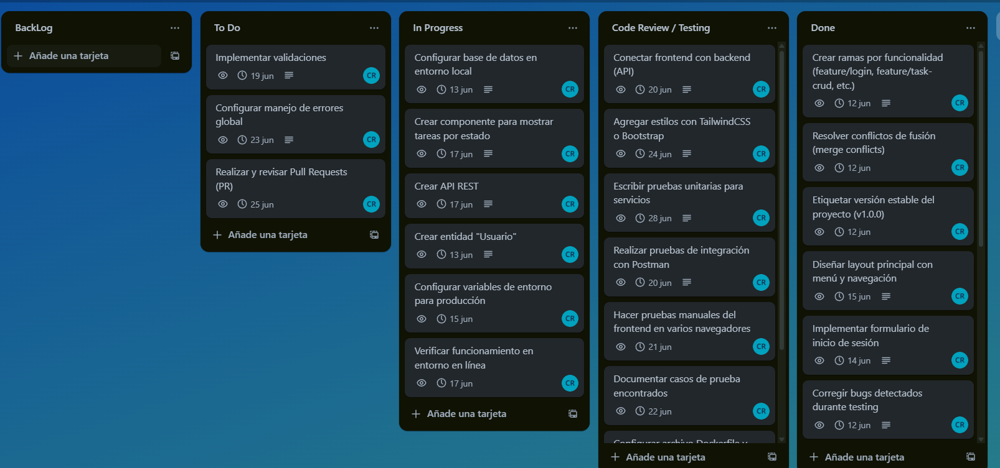 BackLog
Añade una tarjeta
To Do
Implementar validaciones
19 jun
CR
Configurar manejo de errores
global
23 jun
CR
Realizar y revisar Pull Requests
(PR)
25 jun
CR
Añade una tarjeta
In Progress
Configurar base de datos en
entorno local
13 jun
CR
Crear componente para mostrar
tareas por estado
17 jun
CR
Crear API REST
17 jun
CR
Crear entidad "Usuario"
13 jun
CR
Configurar variables de entorno
para producción
15 jun
CR
Verificar funcionamiento en
entorno en línea
17 jun
CR
Añade una tarjeta
Code Review / Testing
Conectar frontend con backend
(API)
20 jun
CR
Agregar estilos con TailwindCSS
o Bootstrap
24 jun
CR
Escribir pruebas unitarias para
servicios
28 jun
CR
Realizar pruebas de integración
con Postman
20 jun
CR
Hacer pruebas manuales del
frontend en varios navegadores
21 jun
CR
Documentar casos de prueba
encontrados
22 jun
CR
Configurar archivo Dockerfile y
Añade una tarjeta
Done
Crear ramas por funcionalidad
(feature/login, feature/task-
crud, etc.)
12 jun
CR
Resolver conflictos de fusión
(merge conflicts)
12 jun
CR
Etiquetar versión estable del
proyecto (v1.0.0)
12 jun
CR
Diseñar layout principal con
menú y navegación
15 jun
CR
Implementar formulario de
inicio de sesión
14 jun
CR
Corregir bugs detectados
durante testing
12 jun
CR
Añade una tarjeta